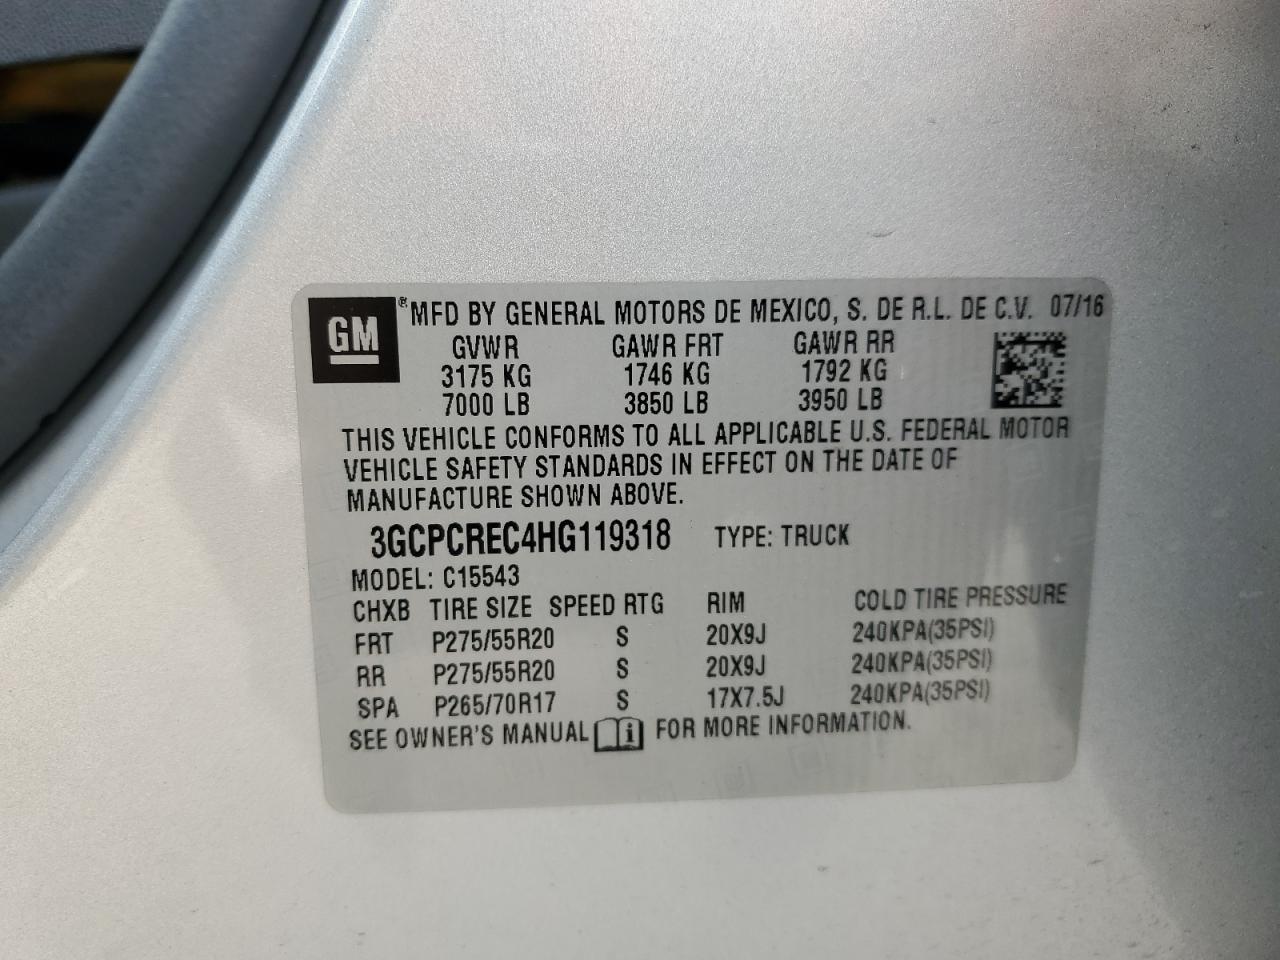 GM ® MFD BY GENERAL MOTORS DE MEXICO, S. DE R.L. DE C.V. 07/16
GVWR GAWR FRT GAWR RR
3175 KG 1746 KG 1792 KG
7000 LB 3850 LB 3950 LB
THIS VEHICLE CONFORMS TO ALL APPLICABLE U.S. FEDERAL MOTOR
VEHICLE SAFETY STANDARDS IN EFFECT ON THE DATE OF
MANUFACTURE SHOWN ABOVE.
3GCPCREC4HG119318 TYPE: TRUCK
MODEL: C15543
CHXB TIRE SIZE SPEED RTG RIM COLD TIRE PRESSURE
FRT P275/55R20 S 20X9J 240KPA(35PSI)
RR P275/55R20 S 20X9J 240KPA(35PSI)
SPA P265/70R17 S 17X7.5J 240KPA(35PSI)
SEE OWNER'S MANUAL i FOR MORE INFORMATION.